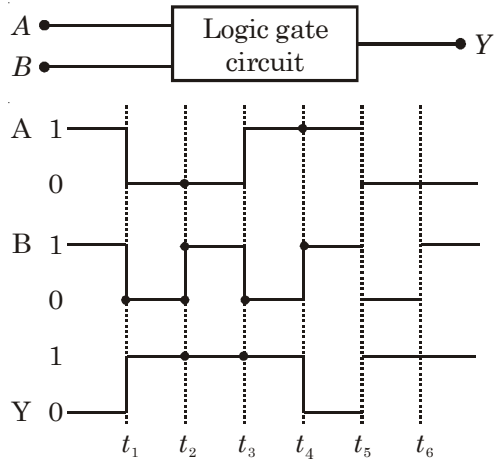 A
B
Logic gate
circuit
Y
A 1
0
B 1
0
1
Y 0
t1 t2 t3 t4 t5 t6